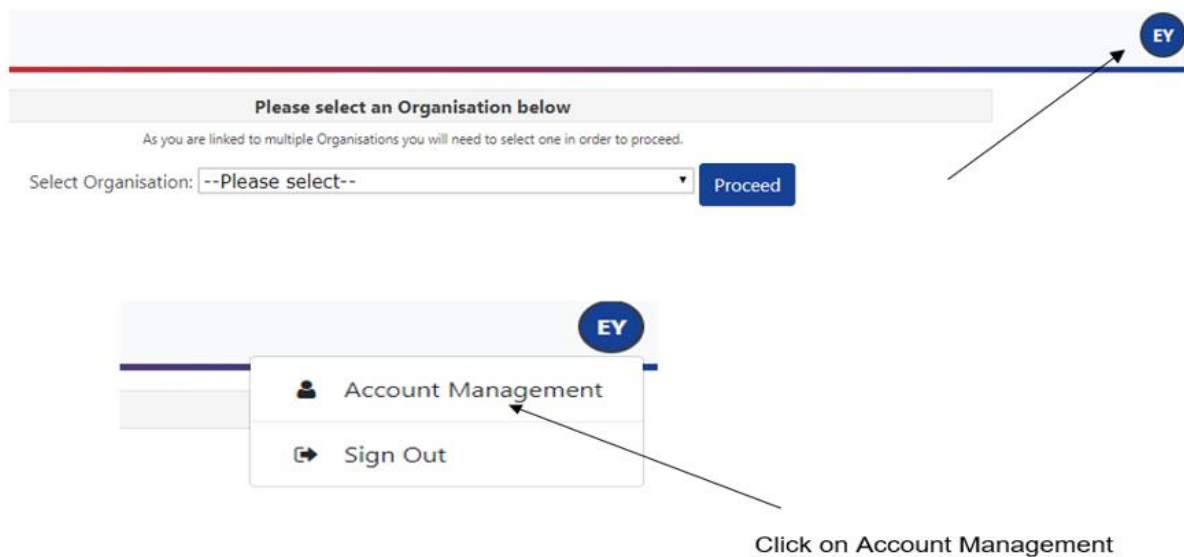 EY
Please select an Organisation below
As you are linked to multiple Organisations you will need to select one in order to proceed.
Select Organisation: --Please select-- Proceed
EY
Account Management
Sign Out
Click on Account Management